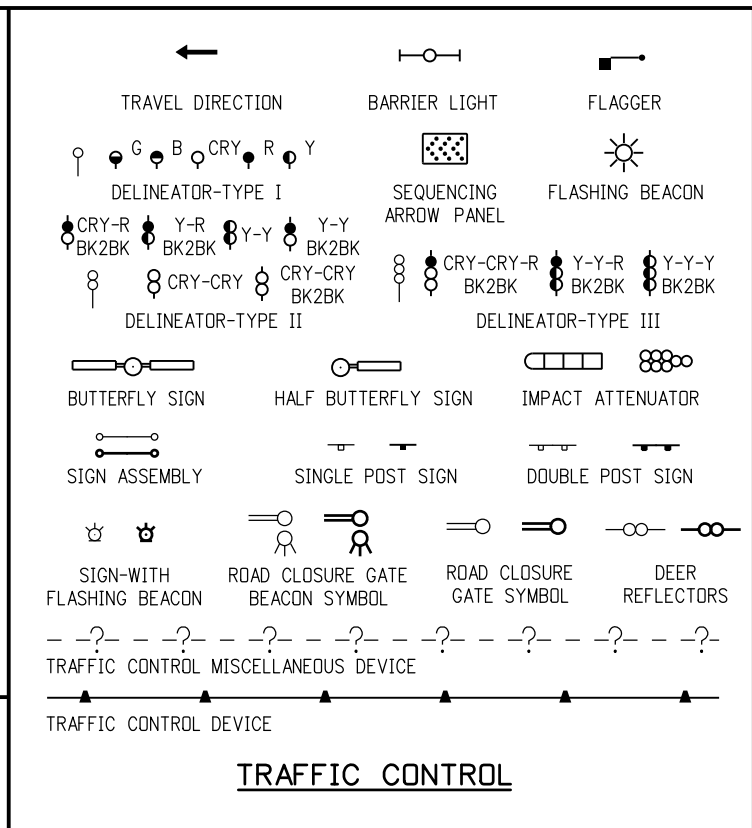 TRAVEL DIRECTION
BARRIER LIGHT
FLAGGER
G B CRY R Y
DELINEATOR-TYPE I
SEQUENCING
ARROW PANEL
FLASHING BEACON
CRY-R
BK2BK
Y-R
BK2BK
Y-Y
Y-Y
BK2BK
CRY-CRY
CRY-CRY
BK2BK
DELINEATOR-TYPE II
CRY-CRY-R
BK2BK
Y-Y-R
BK2BK
Y-Y-Y
BK2BK
DELINEATOR-TYPE III
BUTTERFLY SIGN
HALF BUTTERFLY SIGN
IMPACT ATTENUATOR
SIGN ASSEMBLY
SINGLE POST SIGN
DOUBLE POST SIGN
SIGN-WITH
FLASHING BEACON
ROAD CLOSURE GATE
BEACON SYMBOL
ROAD CLOSURE
GATE SYMBOL
DEER
REFLECTORS
? ? ? ? ? ? ? ?
TRAFFIC CONTROL MISCELLANEOUS DEVICE
TRAFFIC CONTROL DEVICE
TRAFFIC CONTROL